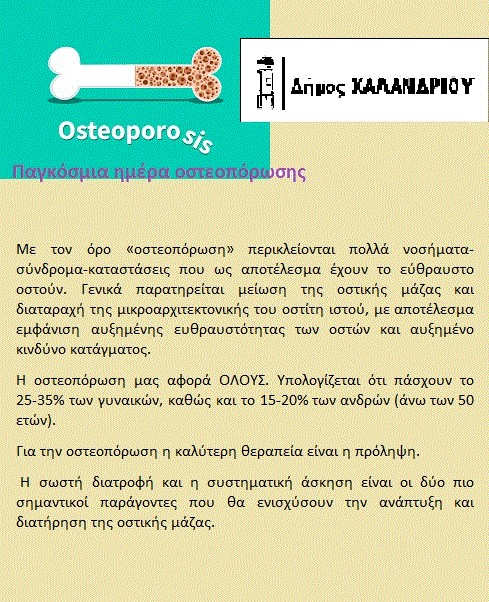 Δήμος ΧΑΛΑΝΔΡΙΟΥ
Osteoporosis
Παγκόσμια ημέρα οστεοπόρωσης
Με τον όρο «οστεοπόρωση» περικλείονται πολλά νοσήματα-
σύνδρομα-καταστάσεις που ως αποτέλεσμα έχουν το εύθραυστο
οστούν. Γενικά παρατηρείται μείωση της οστικής μάζας και
διαταραχή της μικροαρχιτεκτονικής του οστίτη ιστού, με αποτέλεσμα
εμφάνιση αυξημένης ευθραυστότητας των οστών και αυξημένο
κινδύνο κατάγματος.
Η οστεοπόρωση μας αφορά ΟΛΟΥΣ. Υπολογίζεται ότι πάσχουν το
25-35% των γυναικών, καθώς και το 15-20% των ανδρών (άνω των 50
ετών).
Για την οστεοπόρωση η καλύτερη θεραπεία είναι η πρόληψη.
Η σωστή διατροφή και η συστηματική άσκηση είναι οι δύο πιο
σημαντικοί παράγοντες που θα ενισχύσουν την ανάπτυξη και
διατήρηση της οστικής μάζας.